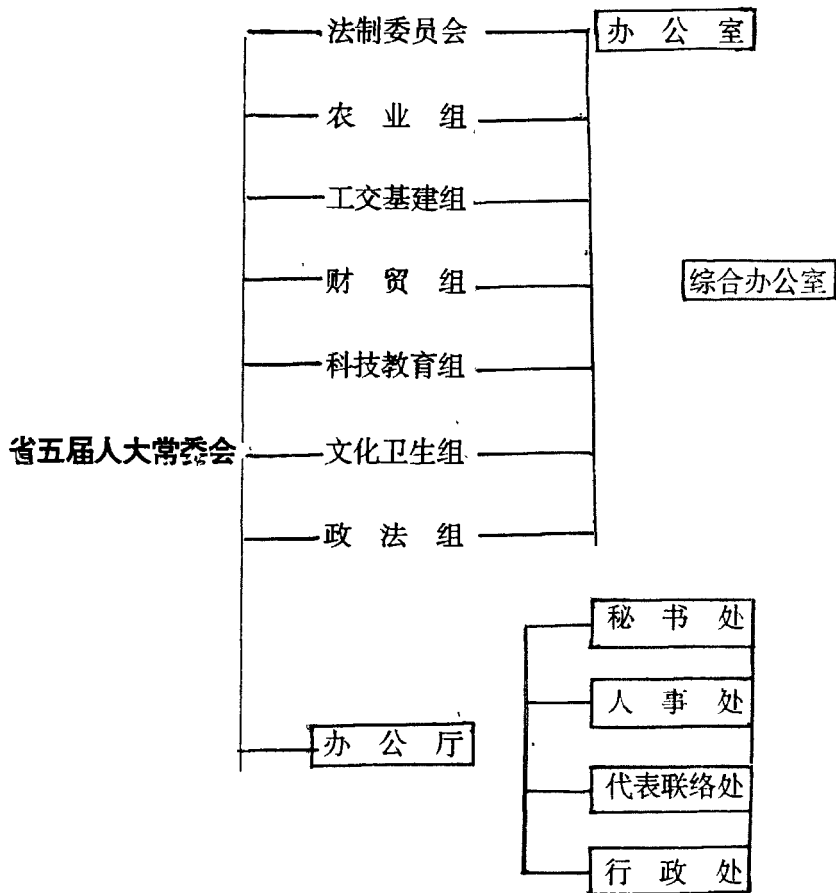 法制委员会 办公室
农业组
工交基建组
财贸组 综合办公室
科技教育组
省五届人大常委会 文化卫生组
政法组
秘书处
人事处
办公厅
代表联络处
行政处